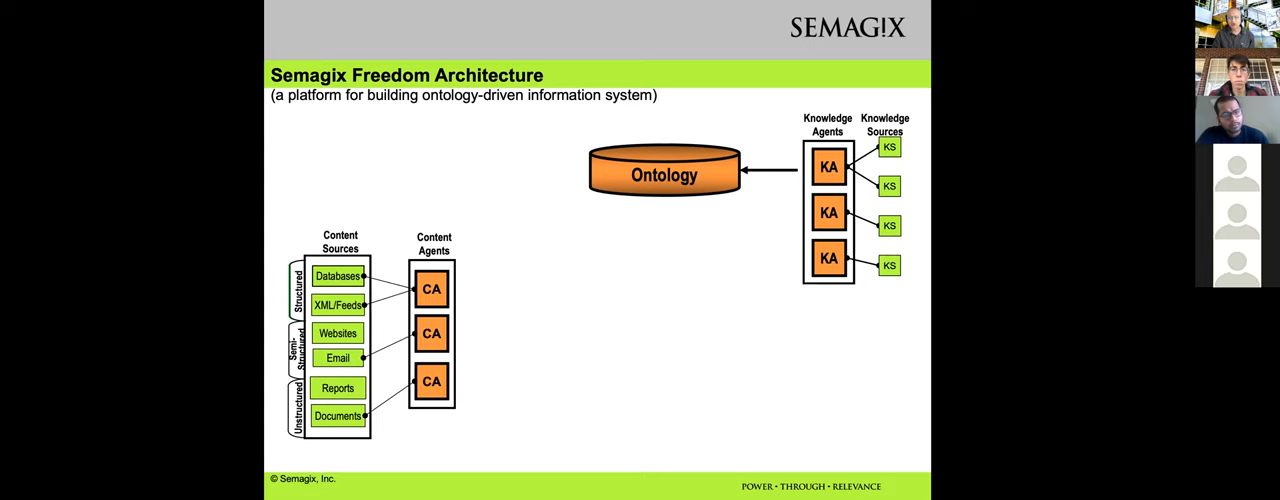 SEMAG!X
Semagix Freedom Architecture
(a platform for building ontology-driven information system)
Knowledge
Agents
Knowledge
Sources
Ontology
KA
KA
KA
KS
KS
KS
KS
Content
Sources
Content
Agents
Structured
Databases
XML/Feeds
Semi-
Structured
Websites
Email
Unstructured
Reports
Documents
CA
CA
CA
© Semagix, Inc.
POWER • THROUGH • RELEVANCE